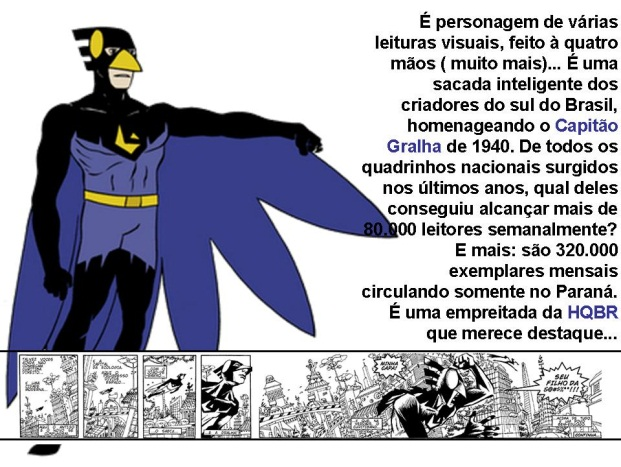 É personagem de várias
leituras visuais, feito à quatro
mãos ( muito mais)... É uma
sacada inteligente dos
criadores do sul do Brasil,
homenageando o Capitão
Gralha de 1940. De todos os
quadrinhos nacionais surgidos
nos últimos anos, qual deles
conseguiu alcançar mais de
80.000 leitores semanalmente?
E mais: são 320.000
exemplares mensais
circulando somente no Paraná.
É uma empreitada da HQBR
que merece destaque...
MINHA
CARA!
SEU
FILHO DA